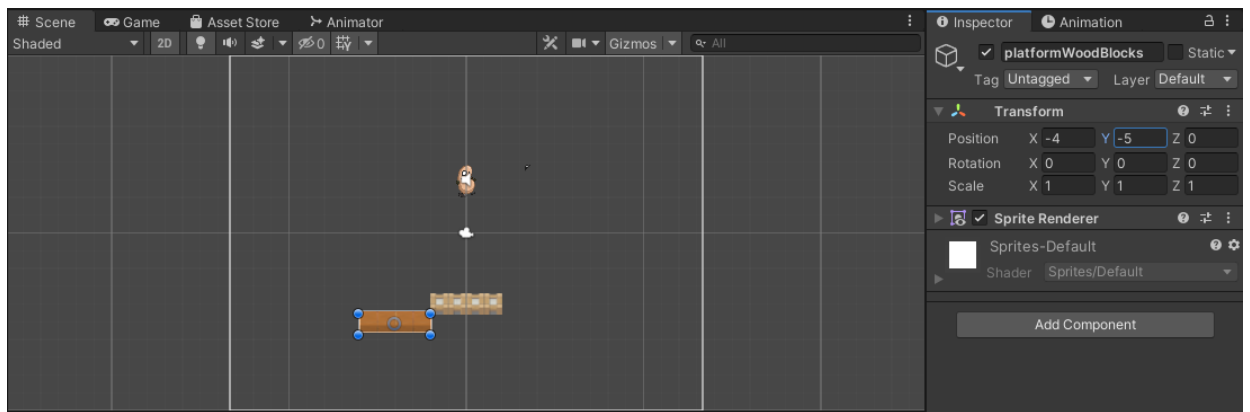 Scene Game Asset Store Animator
Inspector Animation
Shaded 2D 0 Gizmos All
platformWoodBlocks Static
Tag Untagged Layer Default
Transform
Position X -4 Y -5 Z 0
Rotation X 0 Y 0 Z 0
Scale X 1 Y 1 Z 1
Sprite Renderer
Sprites-Default
Shader Sprites/Default
Add Component